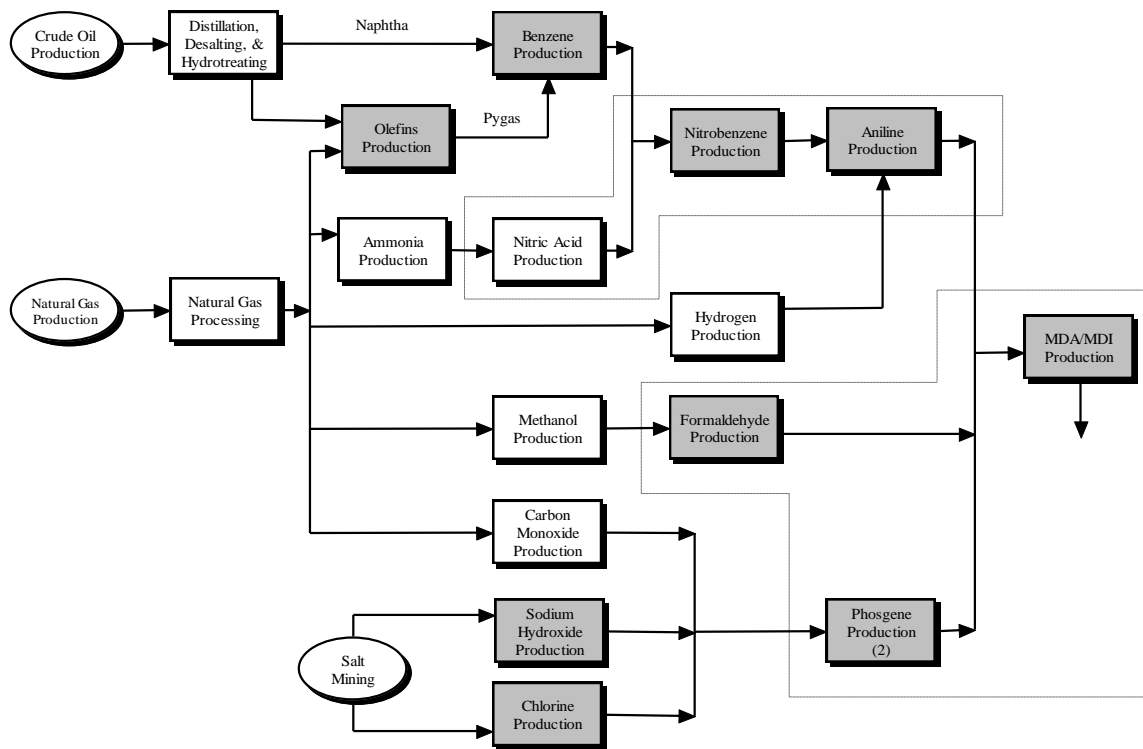 Crude Oil
Production
Distillation,
Desalting, &
Hydrotreating
Naphtha
Benzene
Production
Olefins
Production
Pygas
Nitrobenzene
Production
Aniline
Production
Ammonia
Production
Nitric Acid
Production
Natural Gas
Production
Natural Gas
Processing
Hydrogen
Production
MDA/MDI
Production
Methanol
Production
Formaldehyde
Production
Carbon
Monoxide
Production
Sodium
Hydroxide
Production
Phosgene
Production
(2)
Salt
Mining
Chlorine
Production